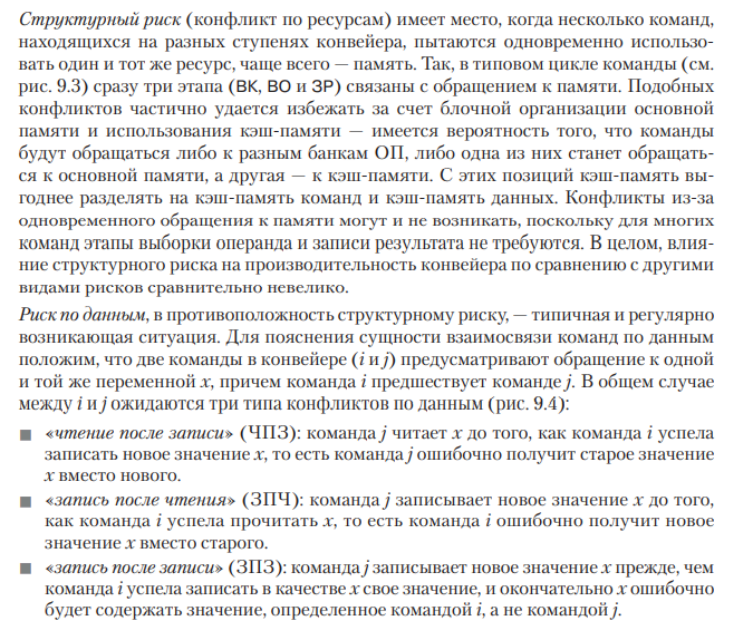 Структурный риск (конфликт по ресурсам) имеет место, когда несколько команд,
находящихся на разных ступенях конвейера, пытаются одновременно использо-
вать один и тот же ресурс, чаще всего — память. Так, в типовом цикле команды (см.
рис. 9.3) сразу три этапа (ВК, ВО и ЗР) связаны с обращением к памяти. Подобных
конфликтов частично удается избежать за счет блочной организации основной
памяти и использования кэш-памяти — имеется вероятность того, что команды
будут обращаться либо к разным банкам ОП, либо одна из них станет обращать-
ся к основной памяти, а другая — к кэш-памяти. С этих позиций кэш-память вы-
годнее разделять на кэш-память команд и кэш-память данных. Конфликты из-за
одновременного обращения к памяти могут и не возникать, поскольку для многих
команд этапы выборки операнда и записи результата не требуются. В целом, влия-
ние структурного риска на производительность конвейера по сравнению с другими
видами рисков сравнительно невелико.
Риск по данным, в противоположность структурному риску, — типичная и регулярно
возникающая ситуация. Для пояснения сущности взаимосвязи команд по данным
положим, что две команды в конвейере (i и j) предусматривают обращение к одной
и той же переменной x, причем команда i предшествует команде j. В общем случае
между i и j ожидаются три типа конфликтов по данным (рис. 9.4):
■ «чтение после записи» (ЧПЗ): команда j читает x до того, как команда i успела
записать новое значение x, то есть команда j ошибочно получит старое значение
x вместо нового.
■ «запись после чтения» (ЗПЧ): команда j записывает новое значение x до того,
как команда i успела прочитать x, то есть команда i ошибочно получит новое
значение x вместо старого.
■ «запись после записи» (ЗПЗ): команда j записывает новое значение x прежде, чем
команда i успела записать в качестве x свое значение, и окончательно x ошибочно
будет содержать значение, определенное командой i, а не командой j.